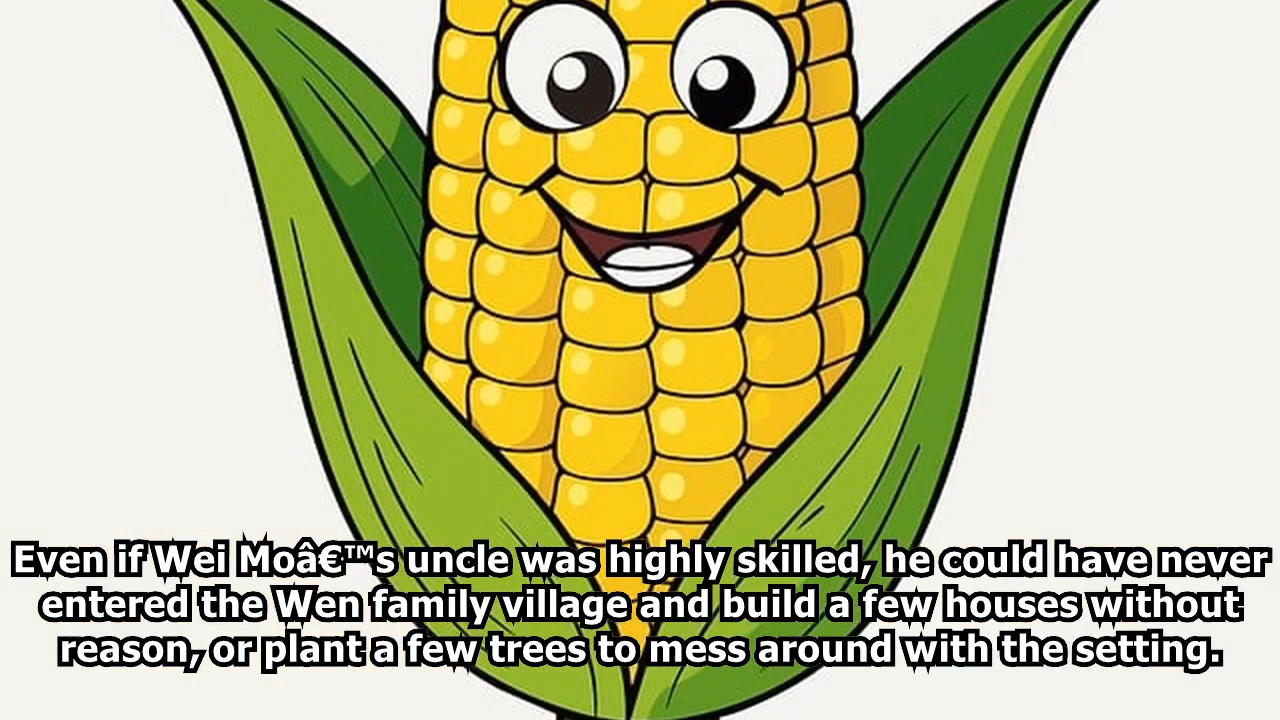 Even if Wei Moâ€™s uncle was highly skilled, he could have never
entered the Wen family village and build a few houses without
reason, or plant a few trees to mess around with the setting.